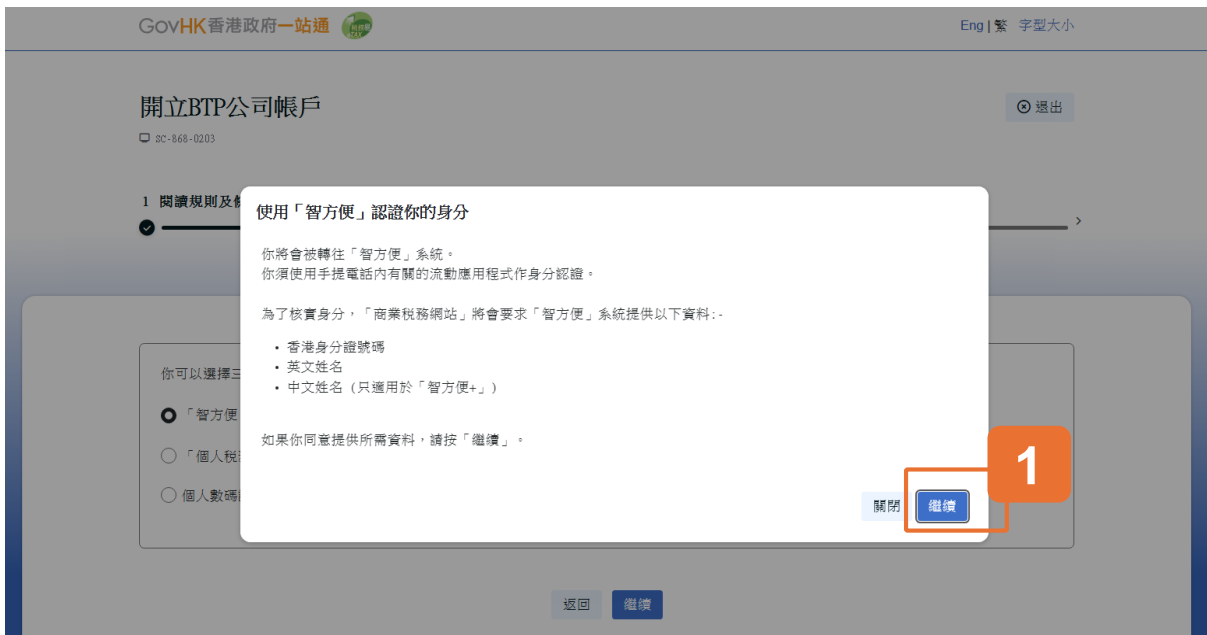 GovHK香港政府一站通
Eng | 繁 字型大小
開立BTP公司帳戶
退出
SC-868-0203
1 閱讀規則及
使用「智方便」認證你的身分
你將會被轉往「智方便」系統。
你須使用手提電話內有關的流動應用程式作身分認證。
為了核實身分，「商業稅務網站」將會要求「智方便」系統提供以下資料:-
• 香港身分證號碼
• 英文姓名
• 中文姓名 (只適用於「智方便+」)
如果你同意提供所需資料，請按「繼續」。
關閉
繼續
1
你可以選擇三
「智方便
「個人稅
個人數碼
返回
繼續